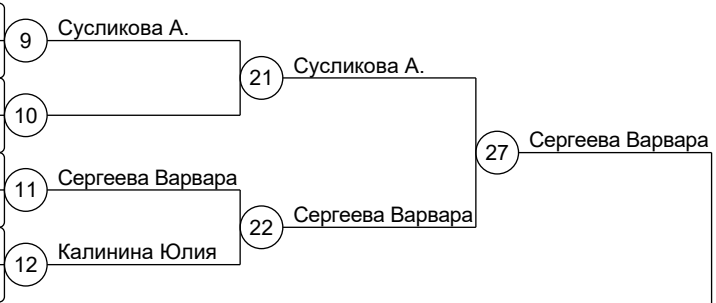 9 Сусликова А.
21 Сусликова А.
10
27 Сергеева Варвара
11 Сергеева Варвара
22 Сергеева Варвара
12 Калинина Юлия